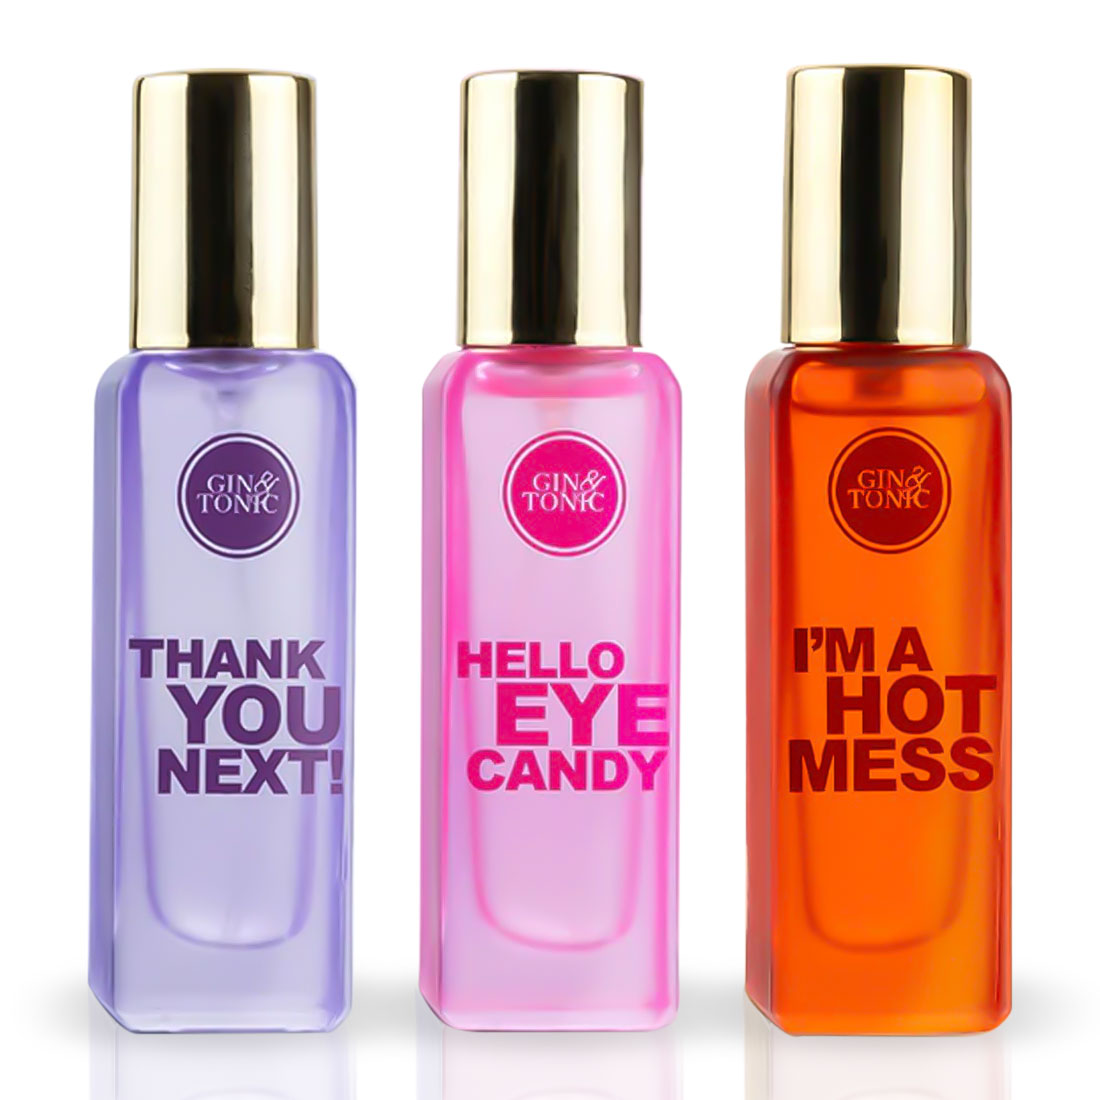 GIN &
TONIC
THANK
YOU
NEXT!
GIN &
TONIC
HELLO
EYE
CANDY
GIN &
TONIC
I'M A
HOT
MESS